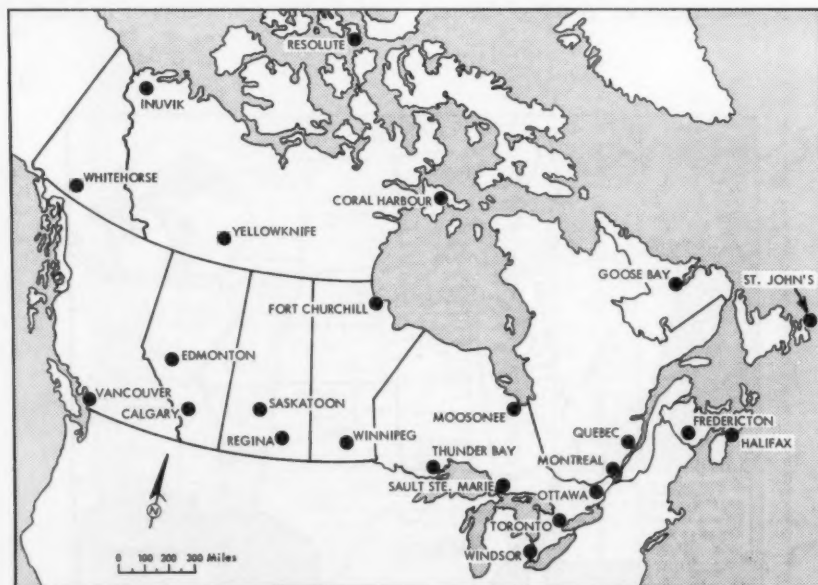 RESOLUTE
INUVIK
WHITEHORSE
CORAL HARBOUR
YELLOWKNIFE
GOOSE BAY
ST. JOHN'S
FORT CHURCHILL
EDMONTON
VANCOUVER
CALGARY
SASKATOON
MOOSONEE
REGINA
WINNIPEG
QUEBEC
FREDERICTON
HALIFAX
THUNDER BAY
MONTREAL
SAULT STE. MARIE
OTTAWA
N
TORONTO
WINDSOR
0 100 200 300 Miles